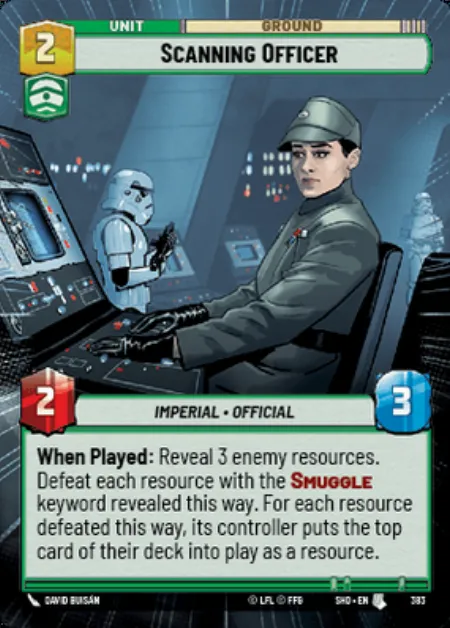 UNIT GROUND
2 SCANNING OFFICER
2 IMPERIAL • OFFICIAL 3
When Played: Reveal 3 enemy resources.
Defeat each resource with the SMUGGLE
keyword revealed this way. For each resource
defeated this way, its controller puts the top
card of their deck into play as a resource.
DAVID BUISÁN © LFL © FFG SHD • EN 383